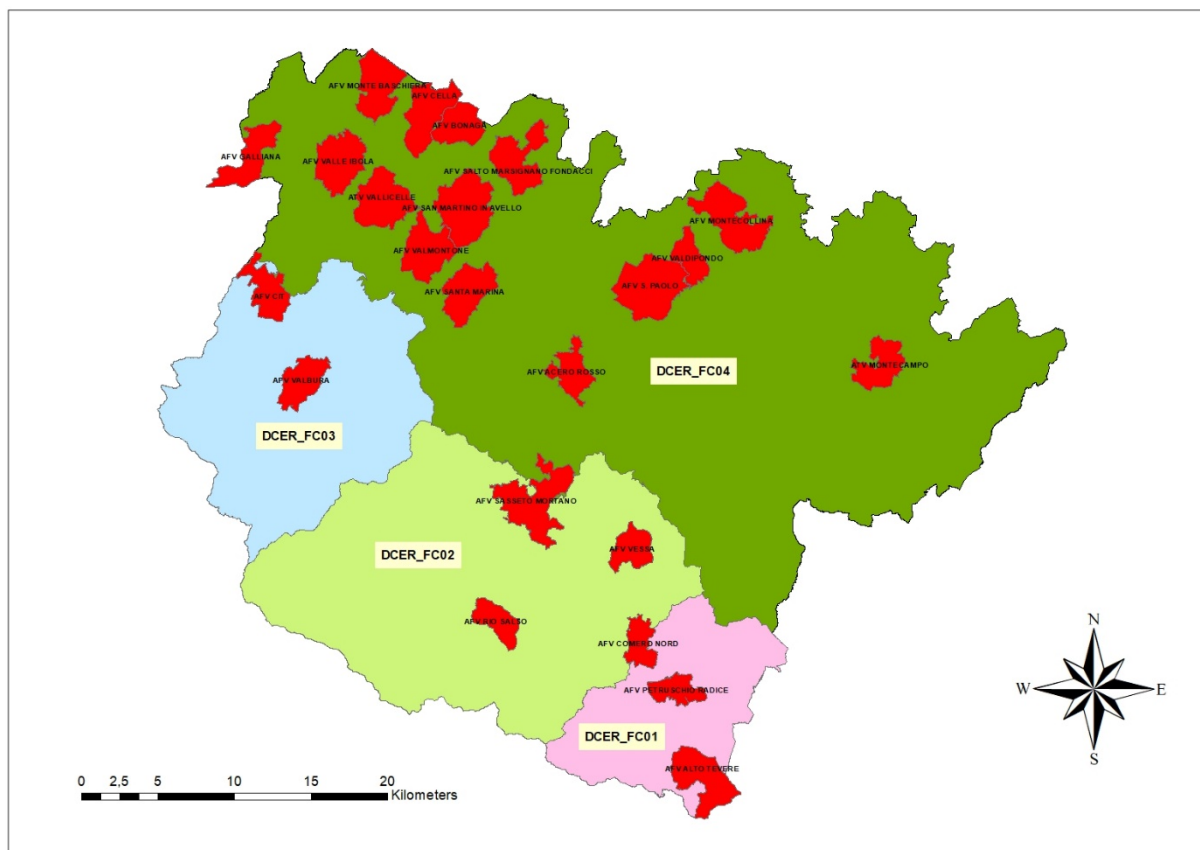 AFV MONTE BASCHIERA
AFV CELLA
AFV BONAGA
AFV GALLIANA
AFV VALLE IBOLA
AFV SALTO MARSIGNANO FONDACCI
AFV VALLICELLE
AFV SAN MARTINO IN AVELLO
AFV MONTECOLLINA
AFV VALMONTONE
AFV VALDIFONDO
AFV S. PAOLO
AFV SANTA MARINA
AFV CIT
AFV ACERO ROSSO
DCER_FC04
AFV MONTECAMPO
AFV VALBURA
DCER_FC03
AFV SASSETO MORTANO
DCER_FC02
AFV VESSA
AFV RIO SALSO
AFV COMERO NORD
AFV PETRUSCHIO RADICE
DCER_FC01
AFV ALTO TEVERE
N
W
E
S
0 2,5 5 10 15 20
Kilometers